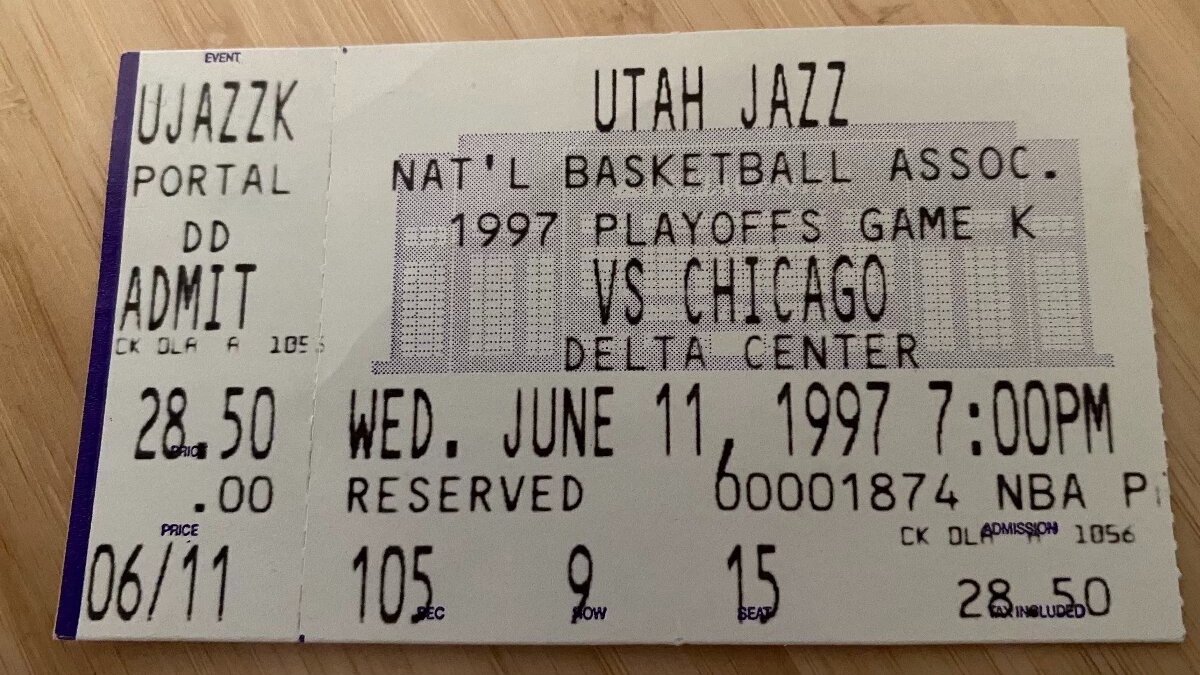 EVENT
UJAZZK
PORTAL
DD
ADMIT
CK DLA A 1056
28.50
PRICE
.00
PRICE
06/11
UTAH JAZZ
NAT'L BASKETBALL ASSOC.
1997 PLAYOFFS GAME K
VS CHICAGO
DELTA CENTER
WED. JUNE 11, 1997 7:00PM
RESERVED 60001874 NBA P
CK DLA A 1056
ADMISSION
105 9 15 28.50
SEC ROW SEAT TAX INCLUDED